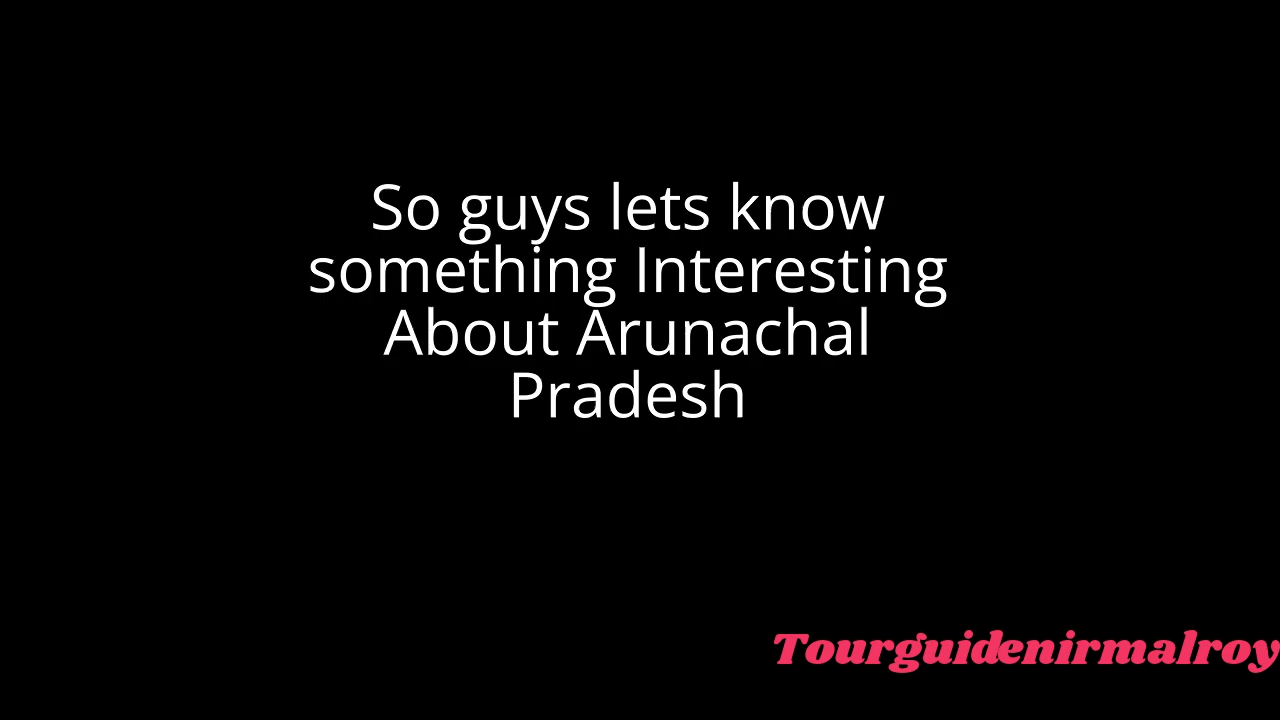 So guys lets know
something Interesting
About Arunachal
Pradesh
Tourguidenirmalroy